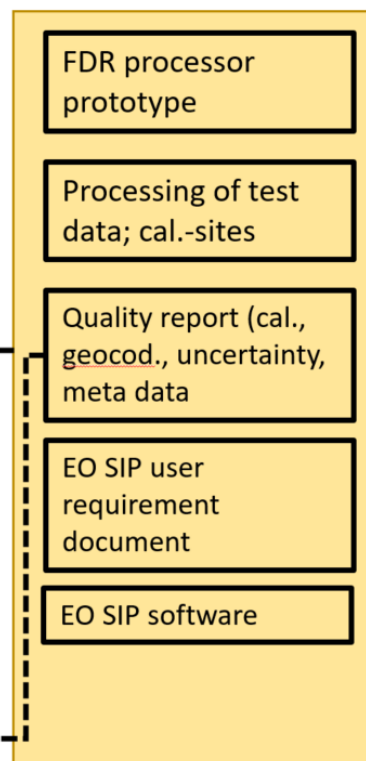 FDR processor
prototype
Processing of test
data; cal.-sites
Quality report (cal.,
geocod., uncertainty,
meta data
EO SIP user
requirement
document
EO SIP software